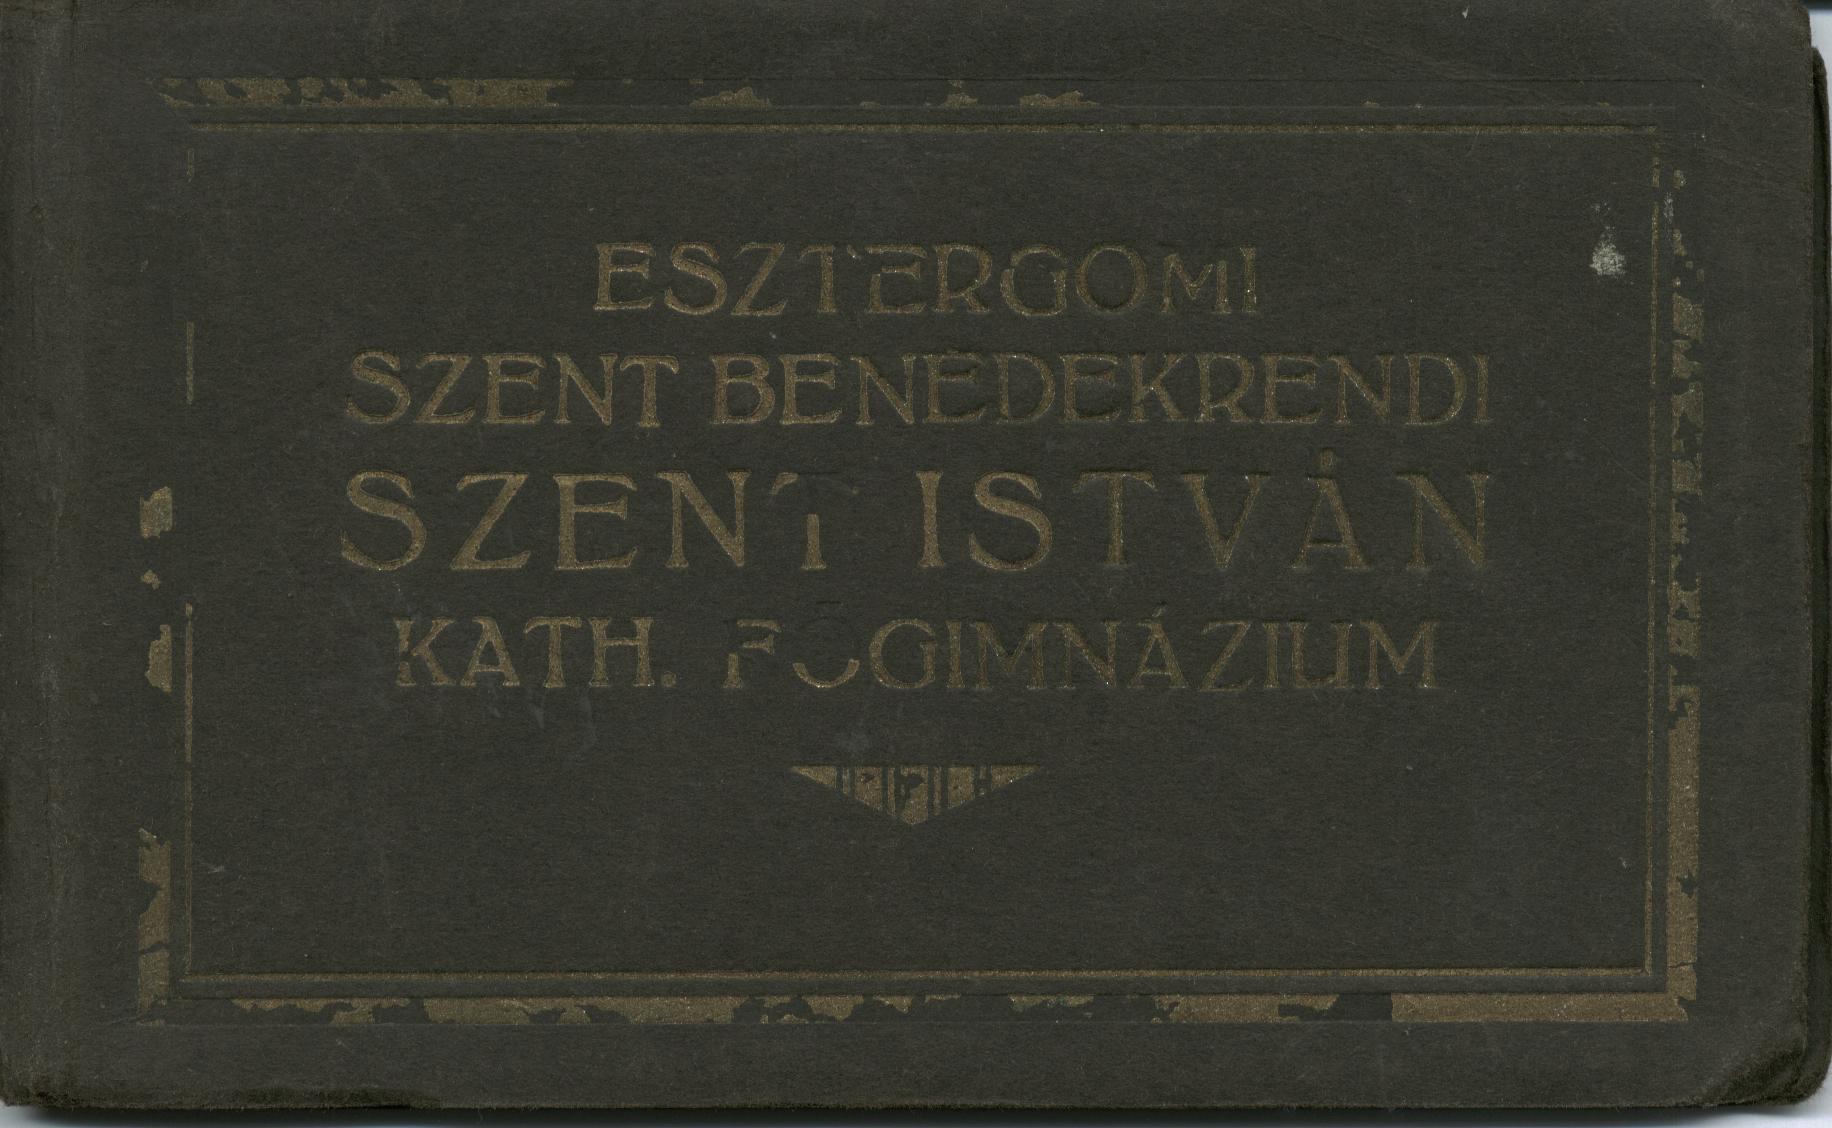 ESZTERGOMI
SZENT BENEDEKRENDI
SZENT ISTVÁN
KATH. FŐGIMNÁZIUM